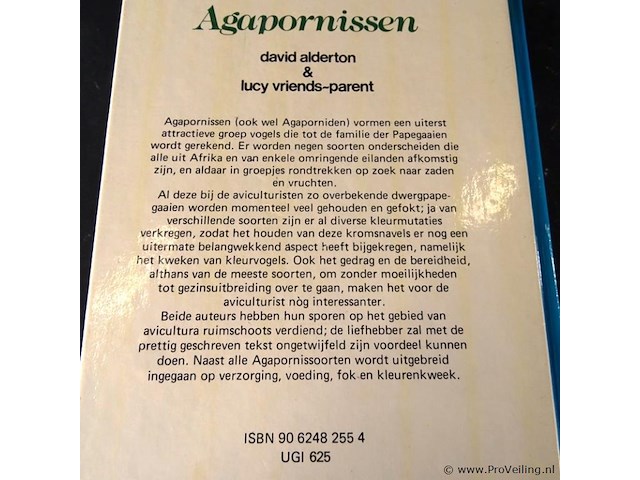 Agapornissen
david alderton
&
lucy vriends-parent
Agapornissen (ook wel Agaporniden) vormen een uiterst
attractieve groep vogels die tot de familie der Papegaaien
wordt gerekend. Er worden negen soorten onderscheiden die
alle uit Afrika en van enkele omringende eilanden afkomstig
zijn, en aldaar in groepjes rondtrekken op zoek naar zaden
en vruchten.
Al deze bij de aviculturisten zo overbekende dwergpape-
gaaien worden momenteel veel gehouden en gefokt; ja van
verschillende soorten zijn er al diverse kleurmutaties
verkregen, zodat het houden van deze kromsnavels er nog een
uitermate belangwekkend aspect heeft bijgekregen, namelijk
het kweken van kleurvogels. Ook het gedrag en de bereidheid,
althans van de meeste soorten, om zonder moeilijkheden
tot gezinsuitbreiding over te gaan, maken het voor de
aviculturist nòg interessanter.
Beide auteurs hebben hun sporen op het gebied van
avicultura ruimschoots verdiend; de liefhebber zal met de
prettig geschreven tekst ongetwijfeld zijn voordeel kunnen
doen. Naast alle Agapornissoorten wordt uitgebreid
ingegaan op verzorging, voeding, fok-en kleurenkweek.
ISBN 90 6248 255 4
UGI 625
© www.ProVeiling.nl